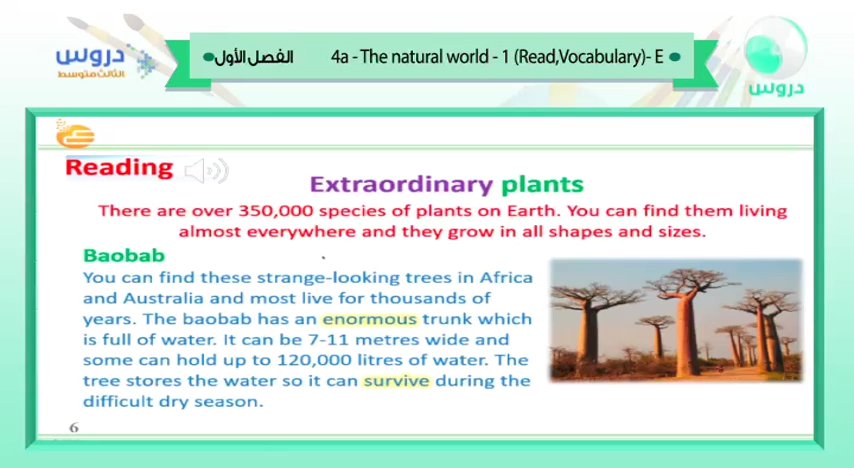 دروس
الثالث متوسط
الفصل الأول
4a - The natural world - 1 (Read,Vocabulary)- E
دروس
Reading
Extraordinary plants
There are over 350,000 species of plants on Earth. You can find them living
almost everywhere and they grow in all shapes and sizes.
Baobab
You can find these strange-looking trees in Africa
and Australia and most live for thousands of
years. The baobab has an enormous trunk which
is full of water. It can be 7-11 metres wide and
some can hold up to 120,000 litres of water. The
tree stores the water so it can survive during the
difficult dry season.
6